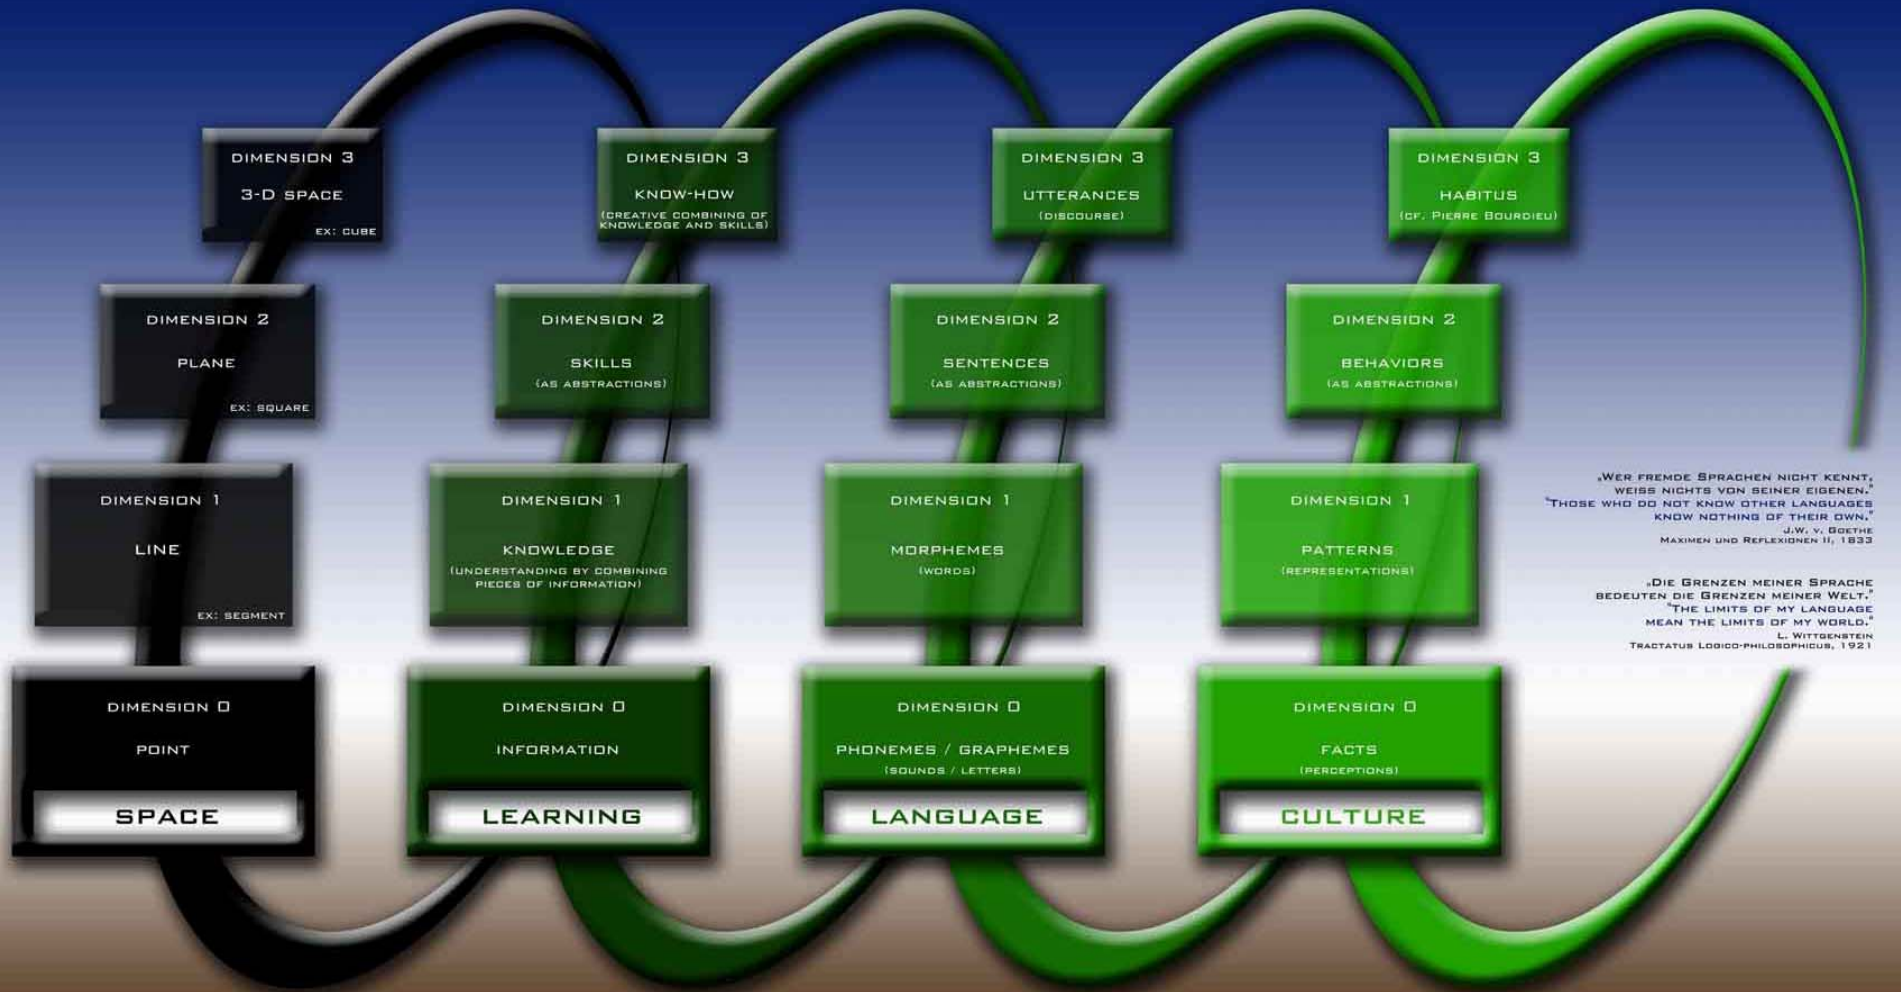 DIMENSION 3
3-D SPACE
EX: CUBE
DIMENSION 2
PLANE
EX: SQUARE
DIMENSION 1
LINE
EX: SEGMENT
DIMENSION 0
POINT
SPACE
DIMENSION 3
KNOW-HOW
(CREATIVE COMBINING OF
KNOWLEDGE AND SKILLS)
DIMENSION 2
SKILLS
(AS ABSTRACTIONS)
DIMENSION 1
KNOWLEDGE
(UNDERSTANDING BY COMBINING
PIECES OF INFORMATION)
DIMENSION 0
INFORMATION
LEARNING
DIMENSION 3
UTTERANCES
(DISCOURSE)
DIMENSION 2
SENTENCES
(AS ABSTRACTIONS)
DIMENSION 1
MORPHEMES
(WORDS)
DIMENSION 0
PHONEMES / GRAPHEMES
(SOUNDS / LETTERS)
LANGUAGE
DIMENSION 3
HABITUS
(CF. PIERRE BOURDIEU)
DIMENSION 2
BEHAVIORS
(AS ABSTRACTIONS)
DIMENSION 1
PATTERNS
(REPRESENTATIONS)
DIMENSION 0
FACTS
(PERCEPTIONS)
CULTURE
„WER FREMDE SPRACHEN NICHT KENNT,
WEISS NICHTS VON SEINER EIGENEN."
"THOSE WHO DO NOT KNOW OTHER LANGUAGES
KNOW NOTHING OF THEIR OWN."
J.W. V. GOETHE
MAXIMEN UND REFLEXIONEN II, 1833
„DIE GRENZEN MEINER SPRACHE
BEDEUTEN DIE GRENZEN MEINER WELT."
"THE LIMITS OF MY LANGUAGE
MEAN THE LIMITS OF MY WORLD."
L. WITTGENSTEIN
TRACTATUS LOGICO-PHILOSOPHICUS, 1921